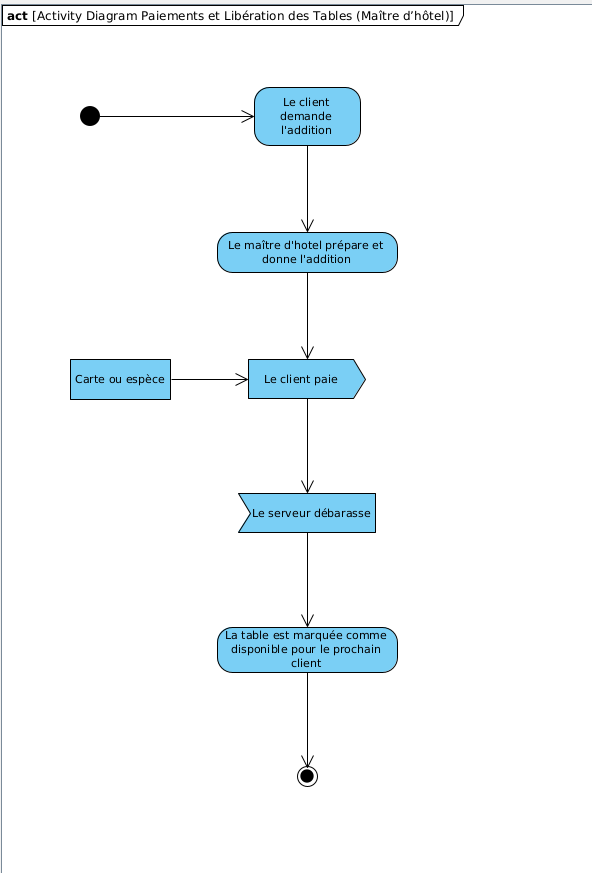 act [Activity Diagram Paiements et Libération des Tables (Maître d’hôtel)]
Le client
demande
l'addition
Le maître d'hotel prépare et
donne l'addition
Carte ou espèce
Le client paie
Le serveur débarasse
La table est marquée comme
disponible pour le prochain
client